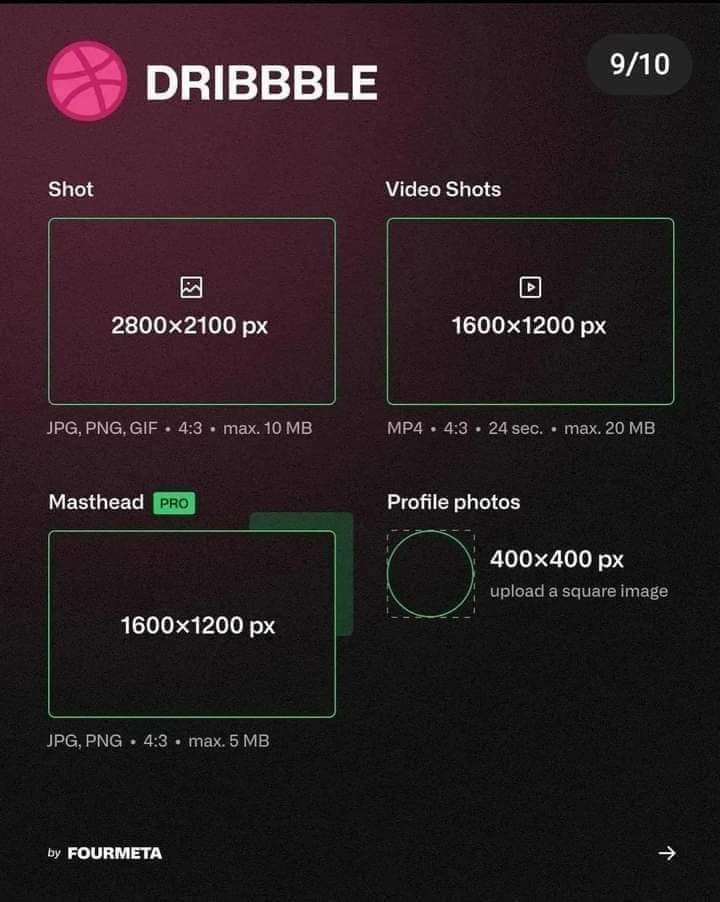 DRIBBBLE
9/10
Shot
2800×2100 px
JPG, PNG, GIF • 4:3 • max. 10 MB
Video Shots
1600×1200 px
MP4 • 4:3 • 24 sec. • max. 20 MB
Masthead PRO
1600×1200 px
JPG, PNG • 4:3 • max. 5 MB
Profile photos
400×400 px
upload a square image
by FOURMETA